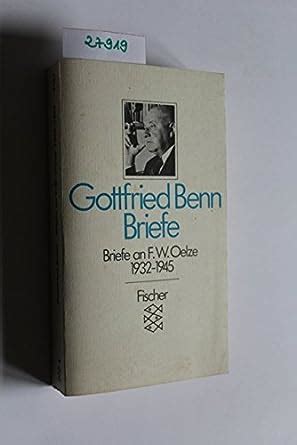 27919
Gottfried Benn
Briefe
Briefe an F.W. Oelze
1932-1945
Fischer